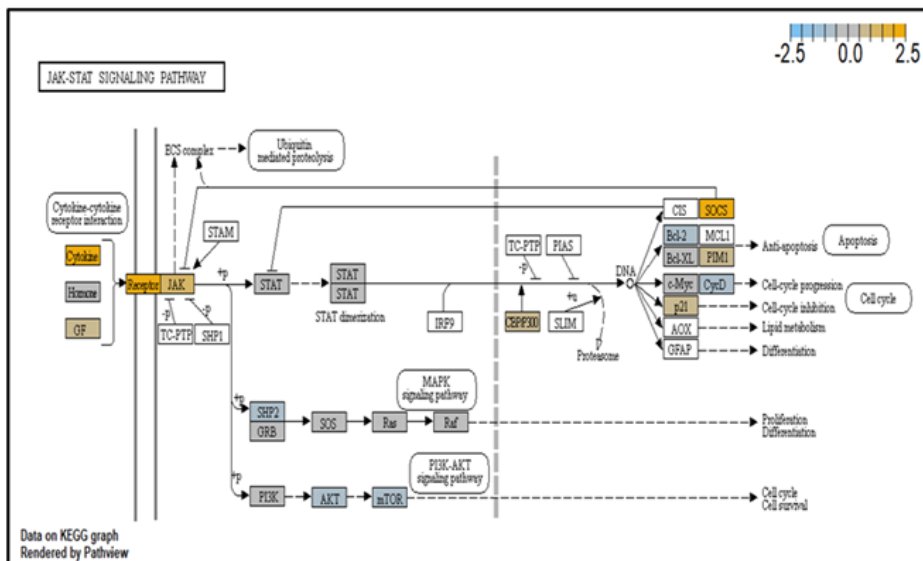 -2.5 0.0 2.5
JAK-STAT SIGNALING PATHWAY
ECS complex
Ubiquitin
mediated proteolysis
Cytokine-cytokine
receptor interaction
Cytokine
Hormone
GF
Receptor
JAK
STAM
+p
-p
-p
TC-PTP
SHP1
STAT
STAT
STAT
STAT dimerization
IRF9
TC-PTP
-p
PIAS
CBP/P300
+u
SLIM
Proteasome
DNA
CIS
SOCS
Bcl-2
MCL1
Bcl-XL
PIM1
Anti-apoptosis
Apoptosis
c-Myc
CycD
Cell-cycle progression
p21
Cell-cycle inhibition
Cell cycle
AOX
Lipid metabolism
GFAP
Differentiation
MAPK
signaling pathway
+p
SHP2
GRB
SOS
Ras
Raf
Proliferation
Differentiation
PI3K-AKT
signaling pathway
+p
PI3K
AKT
mTOR
Cell cycle
Cell survival
Data on KEGG graph
Rendered by Pathview